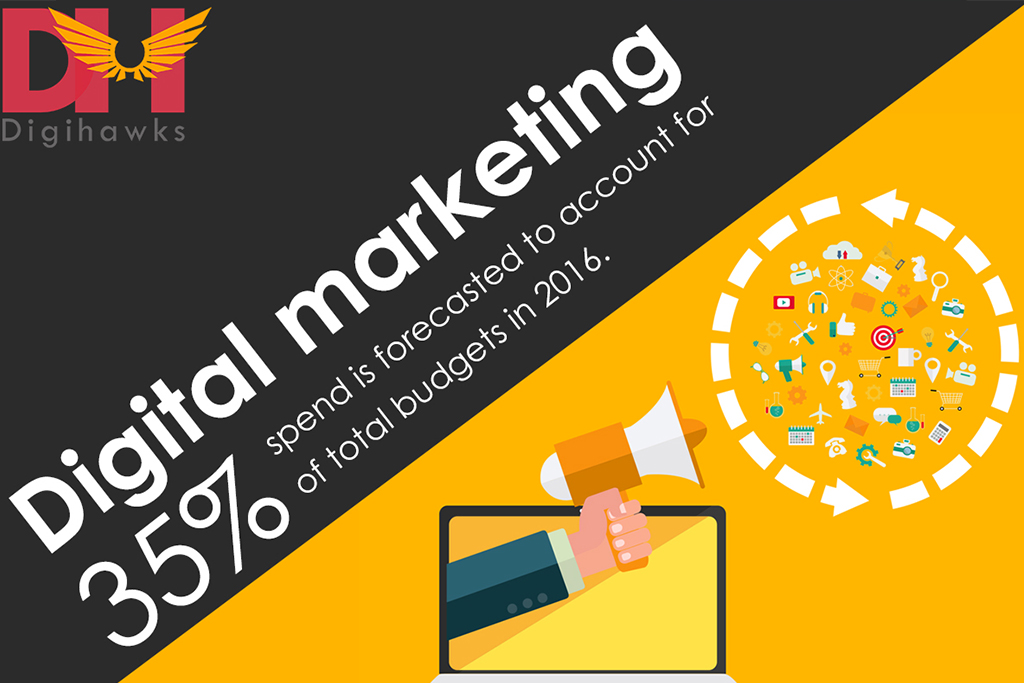 DH
Digihawks
Digital marketing
spend is forecasted to account for
35% of total budgets in 2016.